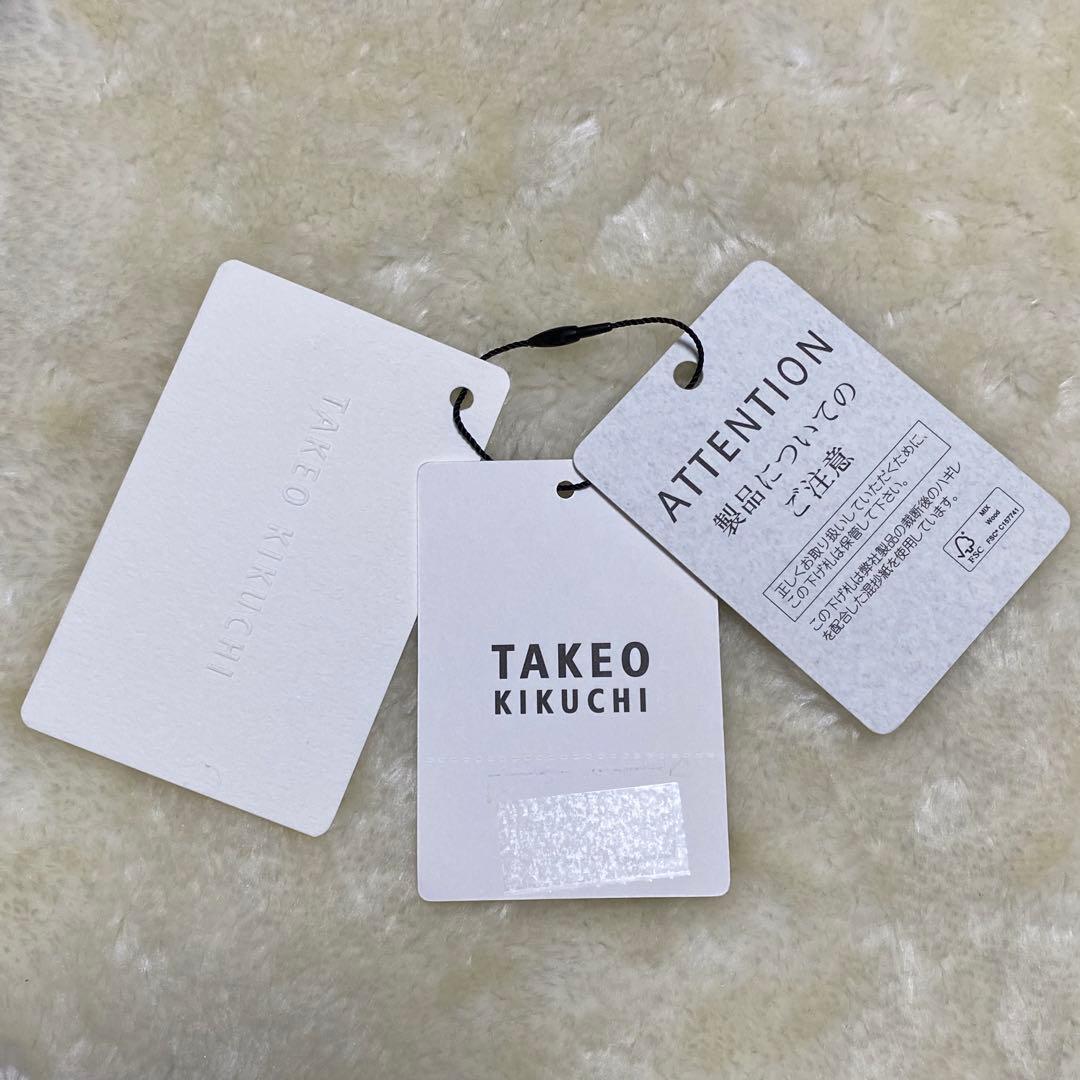 TAKEO KIKUCHI
TAKEO
KIKUCHI
ATTENTION
製品についての
ご注意
正しくお取り扱いしていただくために、
この下げ札は保管して下さい。
この下げ札は弊社製品の裁断後のハギレ
を配合した混抄紙を使用しています。
FSC
MIX
Wood
FSC® C157741